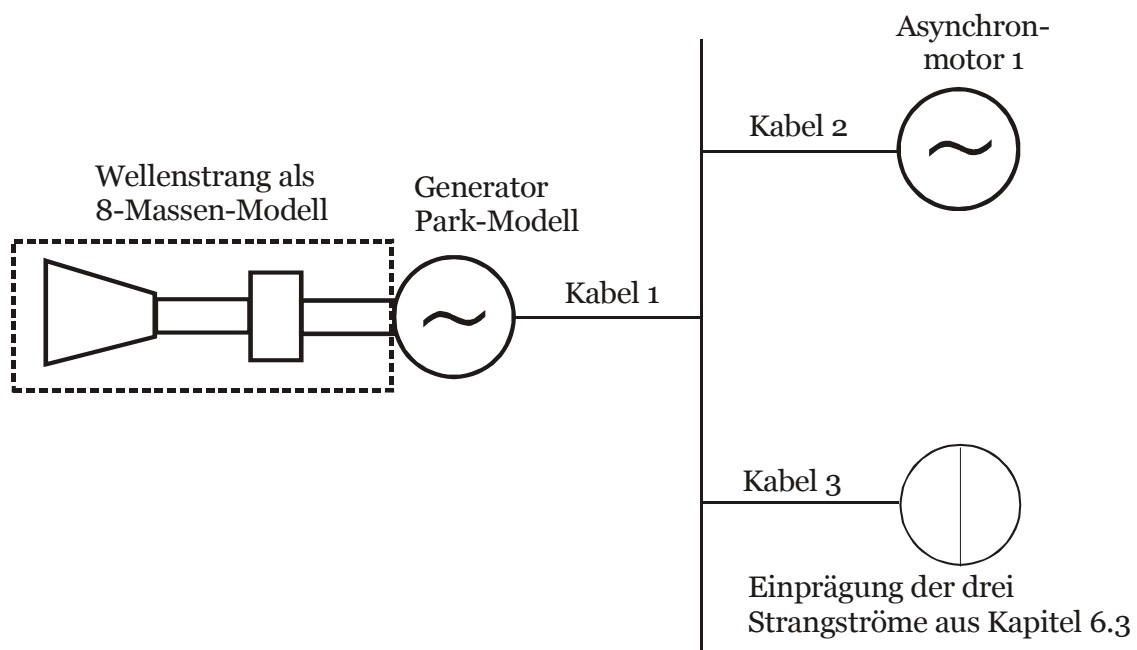 Asynchron-
motor 1
Kabel 2
Wellenstrang als
8-Massen-Modell
Generator
Park-Modell
Kabel 1
Kabel 3
Einprägung der drei
Strangströme aus Kapitel 6.3